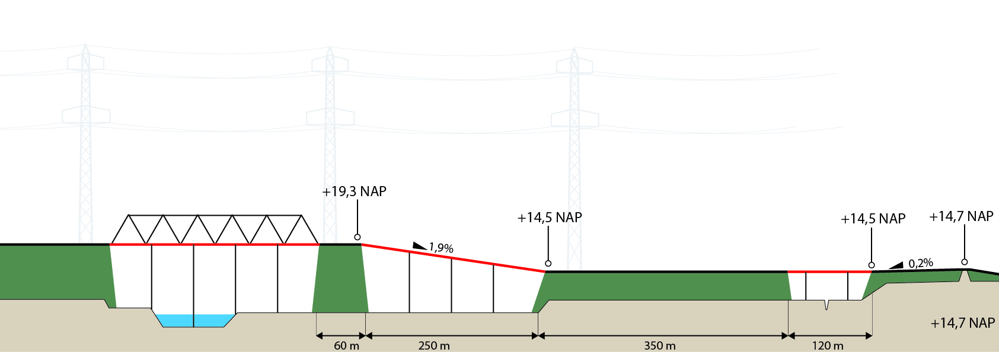 +19,3 NAP
+14,5 NAP
+14,5 NAP
+14,7 NAP
1,9%
0,2%
+14,7 NAP
60 m
250 m
350 m
120 m